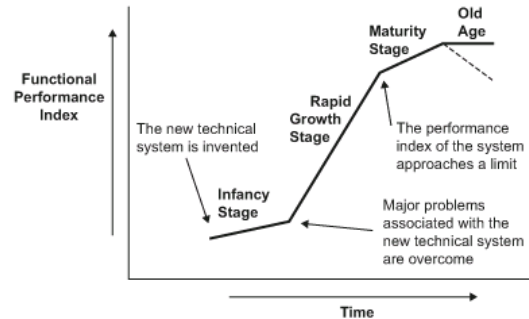 Old
Age
Maturity
Stage
Functional
Performance
Index
Rapid
Growth
Stage
The new technical
system is invented
The performance
index of the system
approaches a limit
Infancy
Stage
Major problems
associated with the
new technical system
are overcome
Time